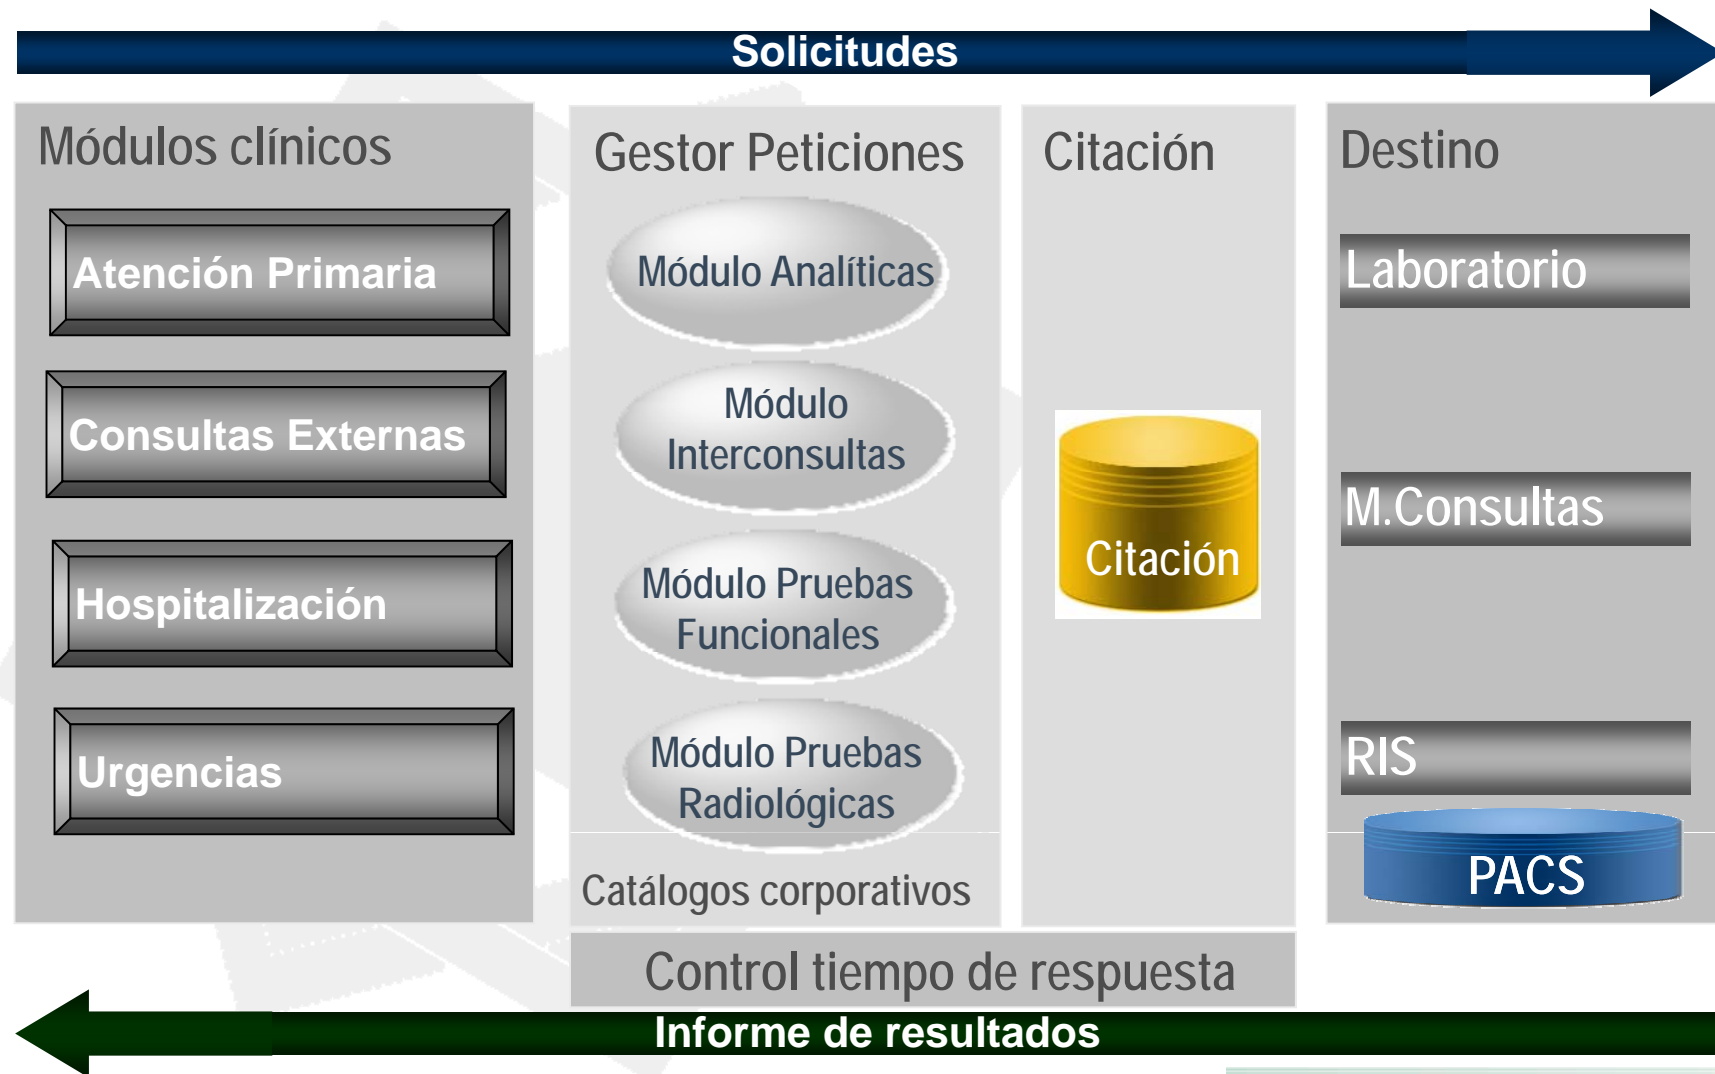 Solicitudes
Módulos clínicos
Atención Primaria
Consultas Externas
Hospitalización
Urgencias
Gestor Peticiones
Módulo Analíticas
Módulo
Interconsultas
Módulo Pruebas
Funcionales
Módulo Pruebas
Radiológicas
Catálogos corporativos
Citación
Citación
Destino
Laboratorio
M.Consultas
RIS
PACS
Control tiempo de respuesta
Informe de resultados